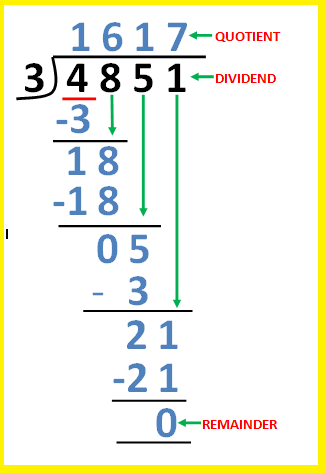 1617 QUOTIENT
3 4851 DIVIDEND
-3
18
-18
05
- 3
21
-21
0 REMAINDER